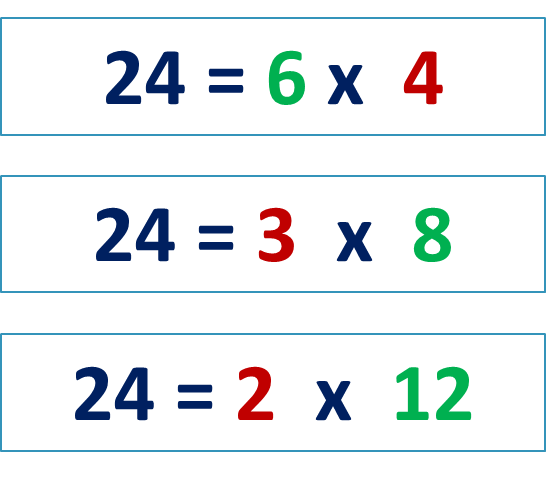 24 = 6 x 4
24 = 3 x 8
24 = 2 x 12